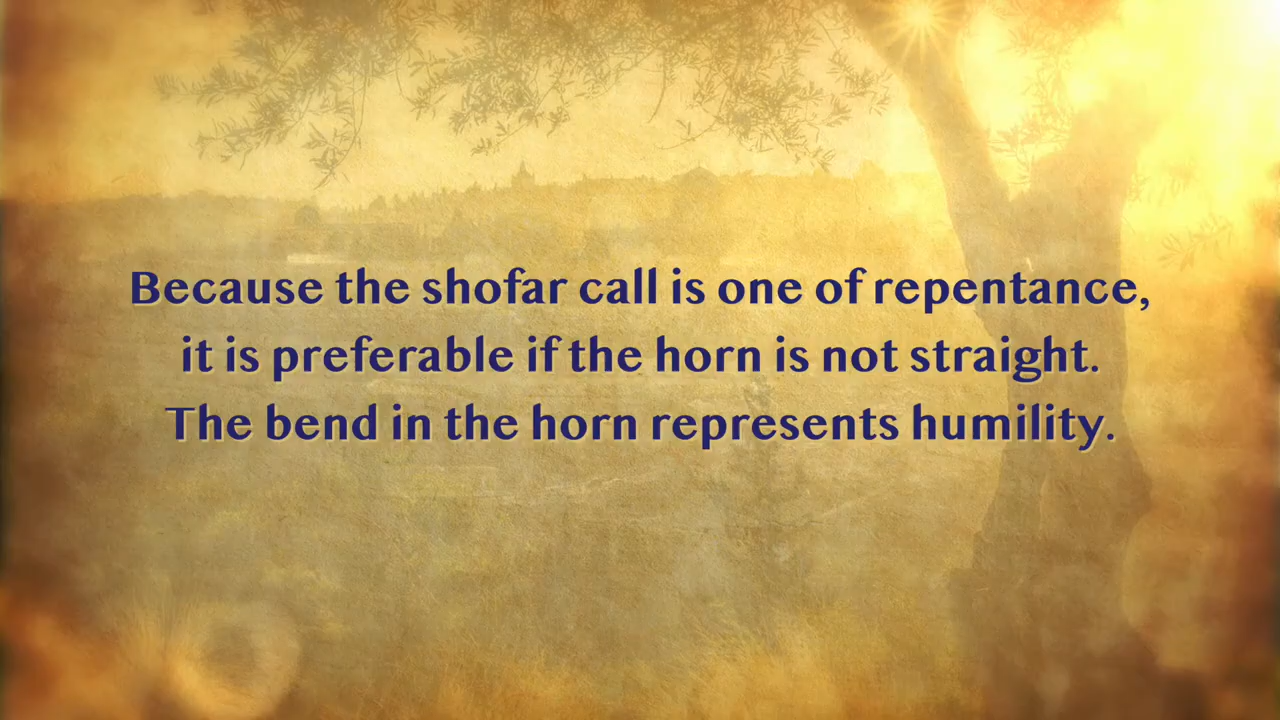 Because the shofar call is one of repentance,
it is preferable if the horn is not straight.
The bend in the horn represents humility.